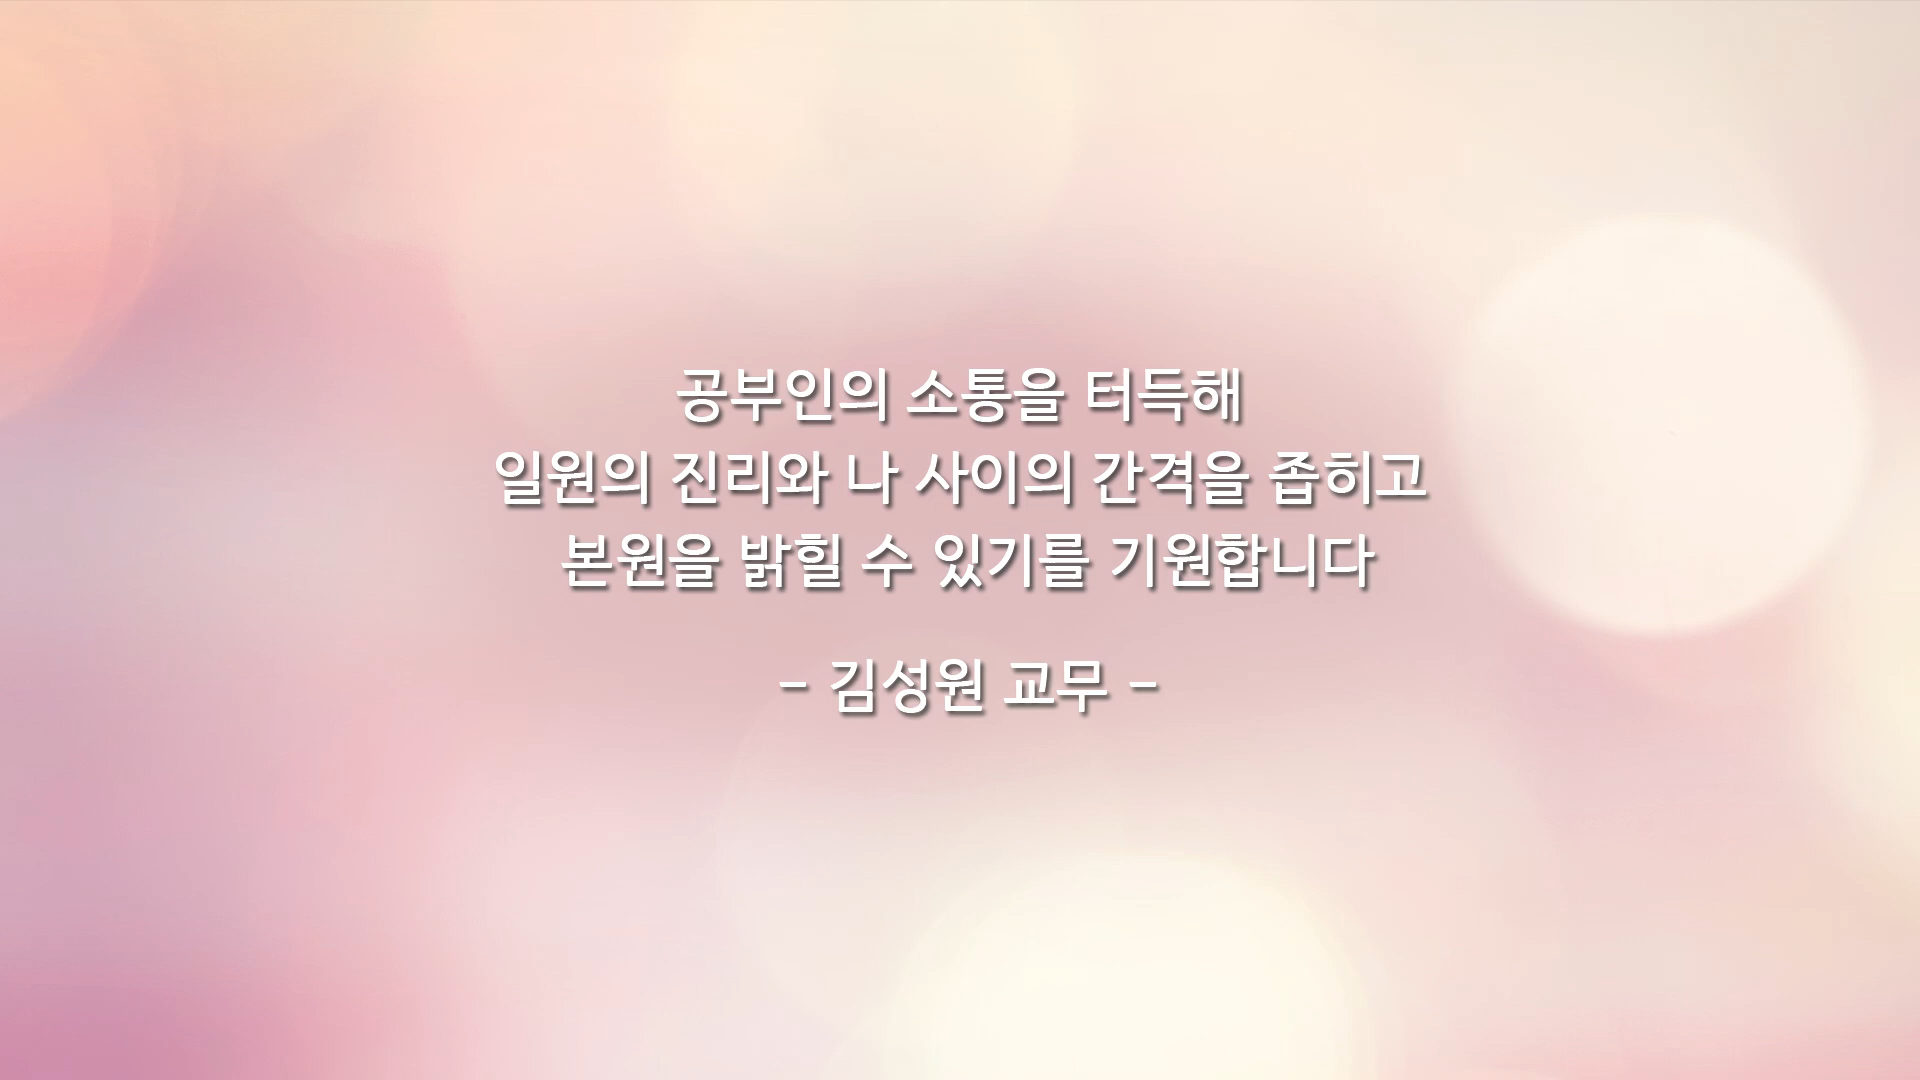 공부인의 소통을 터득해
일원의 진리와 나 사이의 간격을 좁히고
본원을 밝힐 수 있기를 기원합니다
- 김성원 교무 -